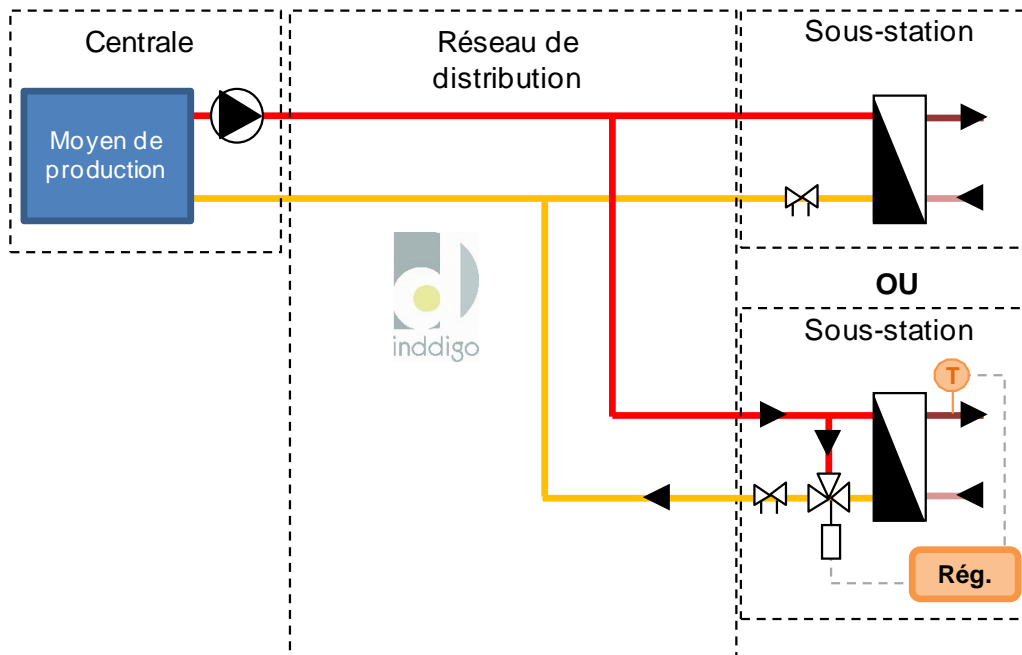 Centrale
Réseau de
distribution
Sous-station
Moyen de
production
inddigo
OU
Sous-station
T
Rég.